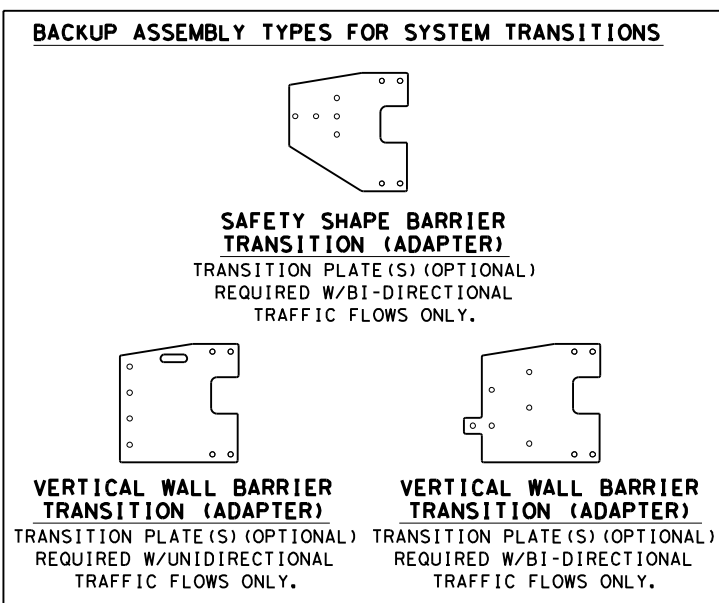 BACKUP ASSEMBLY TYPES FOR SYSTEM TRANSITIONS
SAFETY SHAPE BARRIER
TRANSITION (ADAPTER)
TRANSITION PLATE(S) (OPTIONAL)
REQUIRED W/BI-DIRECTIONAL
TRAFFIC FLOWS ONLY.
VERTICAL WALL BARRIER
TRANSITION (ADAPTER)
TRANSITION PLATE(S) (OPTIONAL)
REQUIRED W/UNIDIRECTIONAL
TRAFFIC FLOWS ONLY.
VERTICAL WALL BARRIER
TRANSITION (ADAPTER)
TRANSITION PLATE(S) (OPTIONAL)
REQUIRED W/BI-DIRECTIONAL
TRAFFIC FLOWS ONLY.